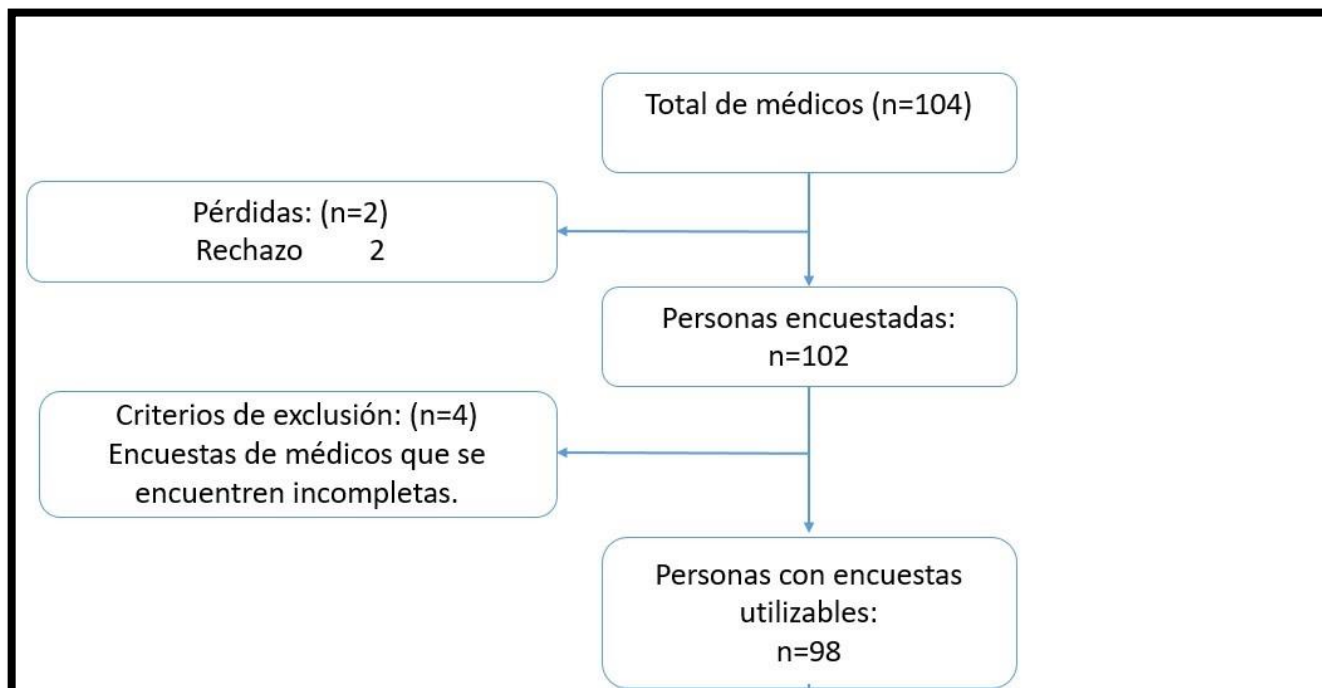 Total de médicos (n=104)
Pérdidas: (n=2)
Rechazo 2
Personas encuestadas:
n=102
Criterios de exclusión: (n=4)
Encuestas de médicos que se
encuentren incompletas.
Personas con encuestas
utilizables:
n=98